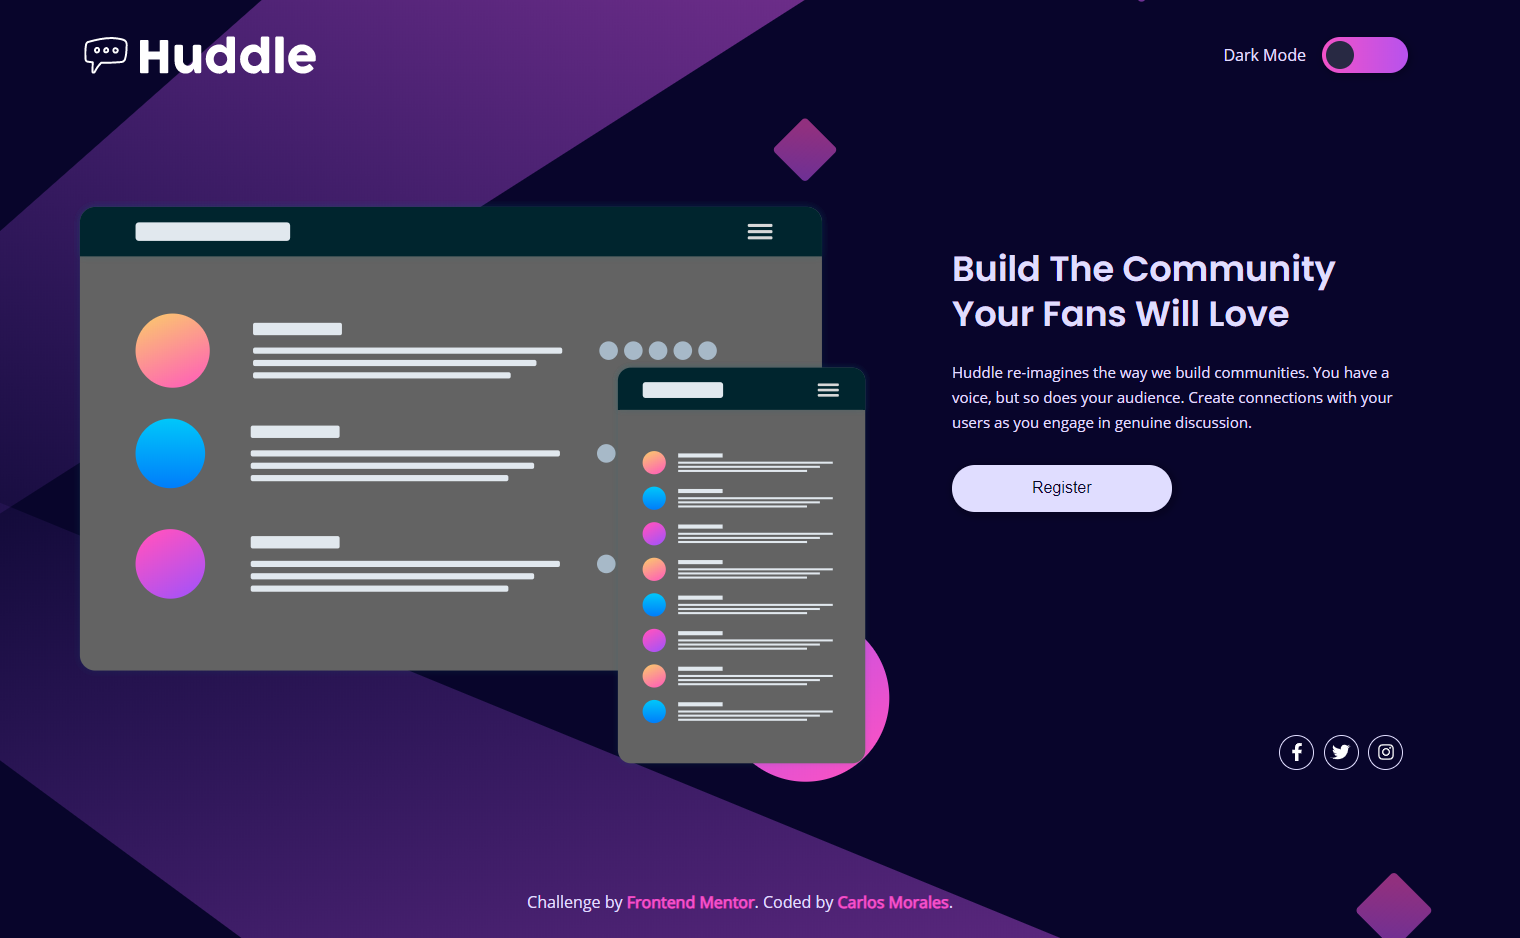 Huddle
Dark Mode
Build The Community
Your Fans Will Love
Huddle re-imagines the way we build communities. You have a
voice, but so does your audience. Create connections with your
users as you engage in genuine discussion.
Register
Challenge by Frontend Mentor. Coded by Carlos Morales.